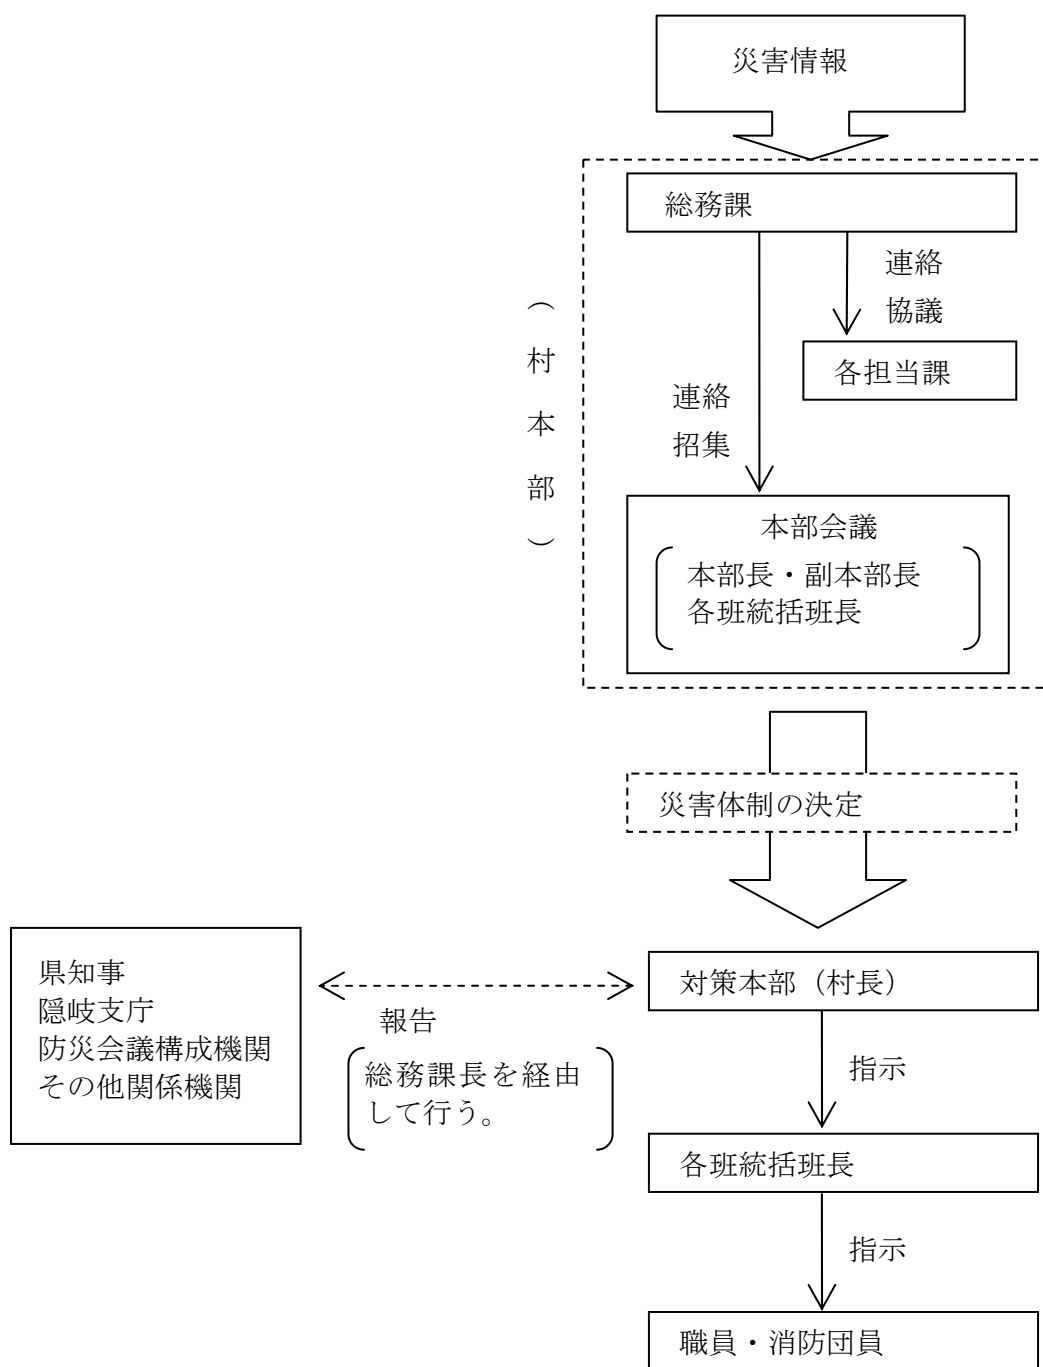 災害情報
総務課
連絡
協議
(村本部)
各担当課
連絡
招集
本部会議
本部長・副本部長
各班統括班長
災害体制の決定
県知事
隠岐支庁
防災会議構成機関
その他関係機関
報告
総務課長を経由
して行う。
対策本部(村長)
指示
各班統括班長
指示
職員・消防団員